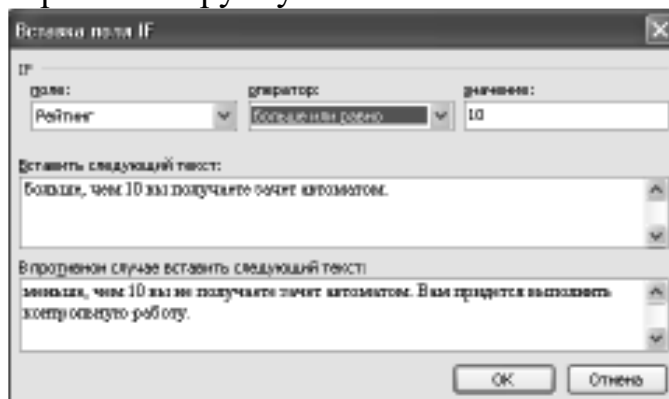 Вставка поля IF
IF
поле: оператор: значение:
Рейтинг больше или равно 10
Вставить следующий текст:
больше, чем 10 вы получаете зачет автоматом.
В противном случае вставить следующий текст:
меньше, чем 10 вы не получаете зачет автоматом. Вам придется выполнить
контрольную работу.
ОК Отмена